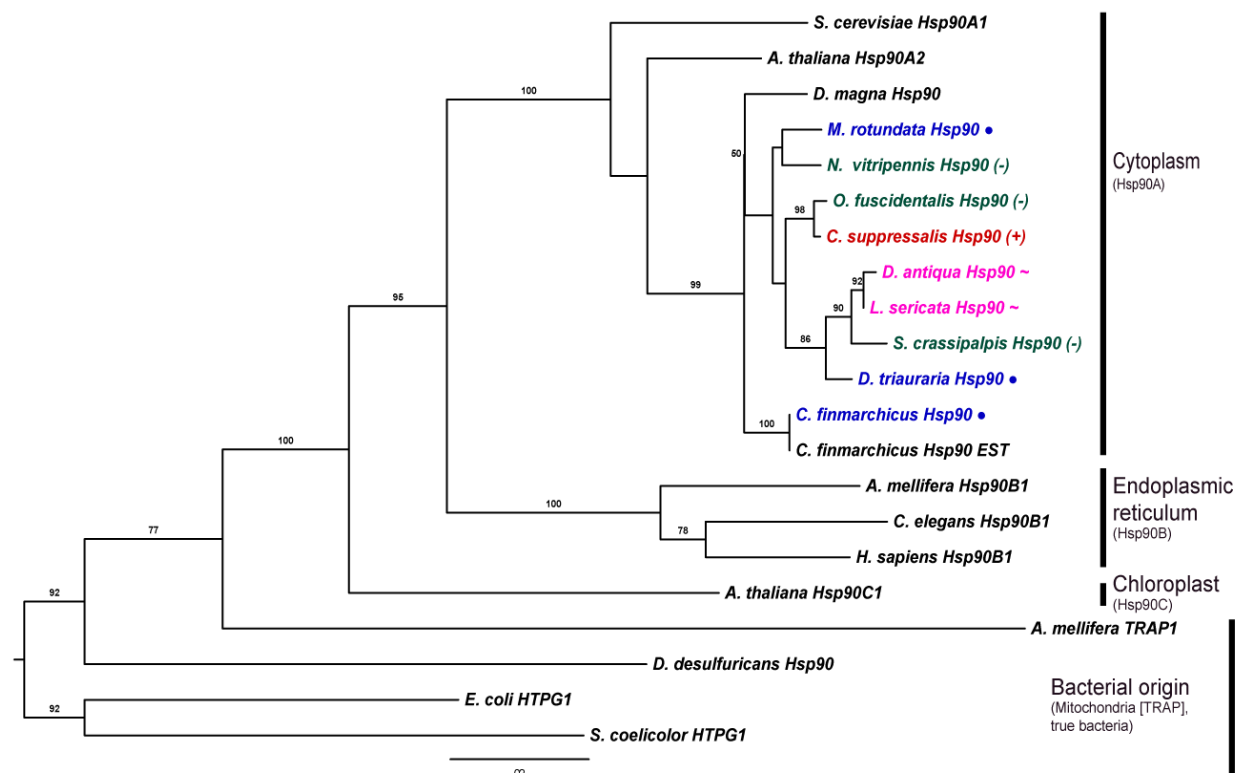 S. cerevisiae Hsp90A1
100
A. thaliana Hsp90A2
D. magna Hsp90
M. rotundata Hsp90 ●
50
Cytoplasm
(Hsp90A)
N. vitripennis Hsp90 (-)
O. fuscidentalis Hsp90 (-)
98
C. suppressalis Hsp90 (+)
D. antiqua Hsp90 ~
92
99
95
L. sericata Hsp90 ~
90
S. crassipalpis Hsp90 (-)
86
D. triauraria Hsp90 ●
C. finmarchicus Hsp90 ●
100
100
C. finmarchicus Hsp90 EST
A. mellifera Hsp90B1
Endoplasmic
reticulum
(Hsp90B)
100
C. elegans Hsp90B1
78
77
H. sapiens Hsp90B1
A. thaliana Hsp90C1
Chloroplast
(Hsp90C)
92
A. mellifera TRAP1
D. desulfuricans Hsp90
Bacterial origin
(Mitochondria [TRAP],
true bacteria)
E. coli HTPG1
92
S. coelicolor HTPG1